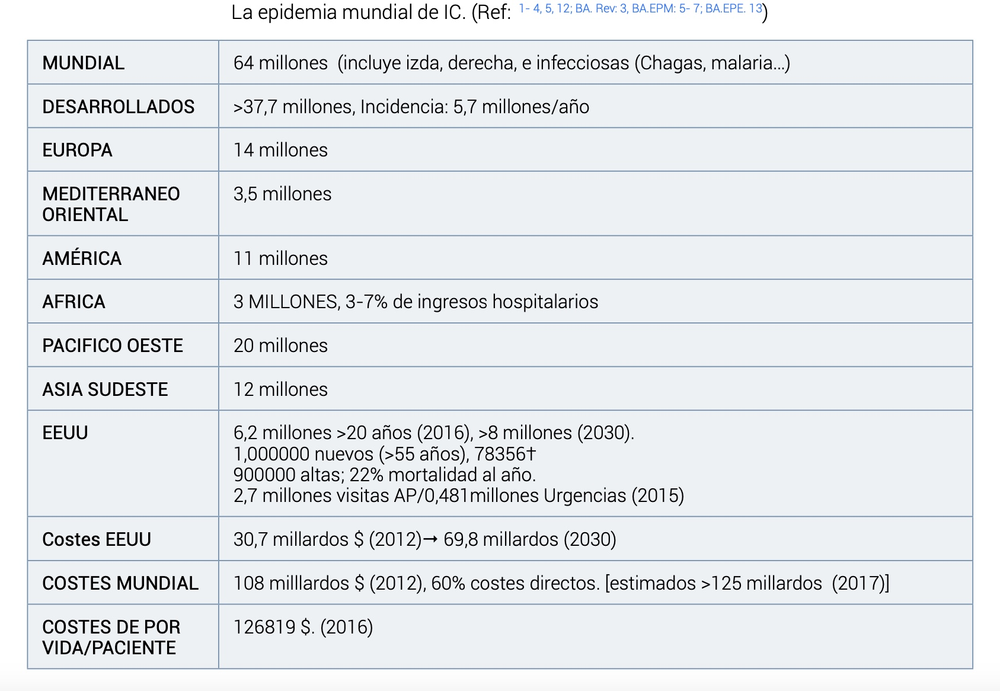 La epidemia mundial de IC. (Ref: 1- 4, 5, 12; BA. Rev: 3, BA.EPM: 5- 7; BA.EPE. 13)
MUNDIAL 64 millones (incluye izda, derecha, e infecciosas (Chagas, malaria...)
DESARROLLADOS >37,7 millones, Incidencia: 5,7 millones/año
EUROPA 14 millones
MEDITERRANEO 3,5 millones
ORIENTAL
AMÉRICA 11 millones
AFRICA 3 MILLONES, 3-7% de ingresos hospitalarios
PACIFICO OESTE 20 millones
ASIA SUDESTE 12 millones
EEUU 6,2 millones >20 años (2016), >8 millones (2030).
1,000000 nuevos (>55 años), 78356†
900000 altas; 22% mortalidad al año.
2,7 millones visitas AP/0,481millones Urgencias (2015)
Costes EEUU 30,7 millardos $ (2012)→ 69,8 millardos (2030)
COSTES MUNDIAL 108 milllardos $ (2012), 60% costes directos. [estimados >125 millardos (2017)]
COSTES DE POR 126819 $. (2016)
VIDA/PACIENTE